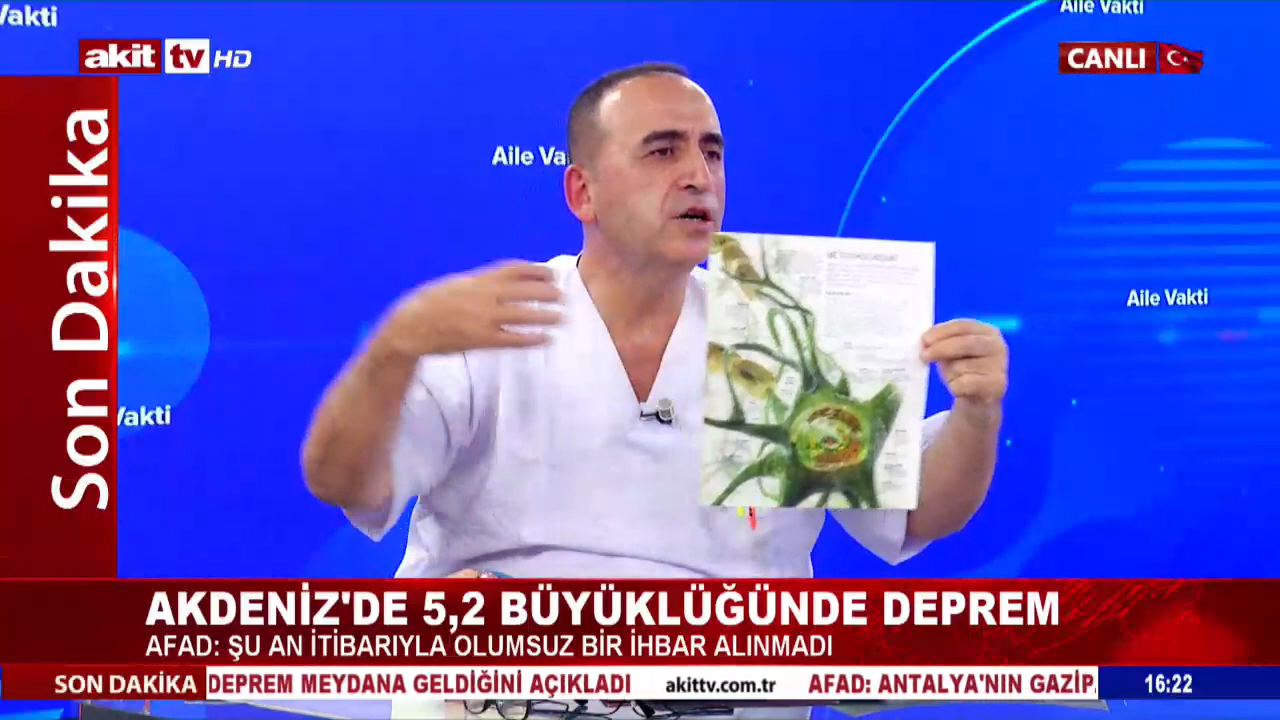 Vakti
akit tv HD
Aile Vakti
CANLI
Son Dakika
Aile Va
Aile Vakti
Vakti
AKDENİZ'DE 5,2 BÜYÜKLÜĞÜNDE DEPREM
AFAD: ŞU AN İTİBARIYLA OLUMSUZ BİR İHBAR ALINMADI
SON DAKİKA DEPREM MEYDANA GELDİĞİNİ AÇIKLADI akittv.com.tr AFAD: ANTALYA'NIN GAZİP 16:22